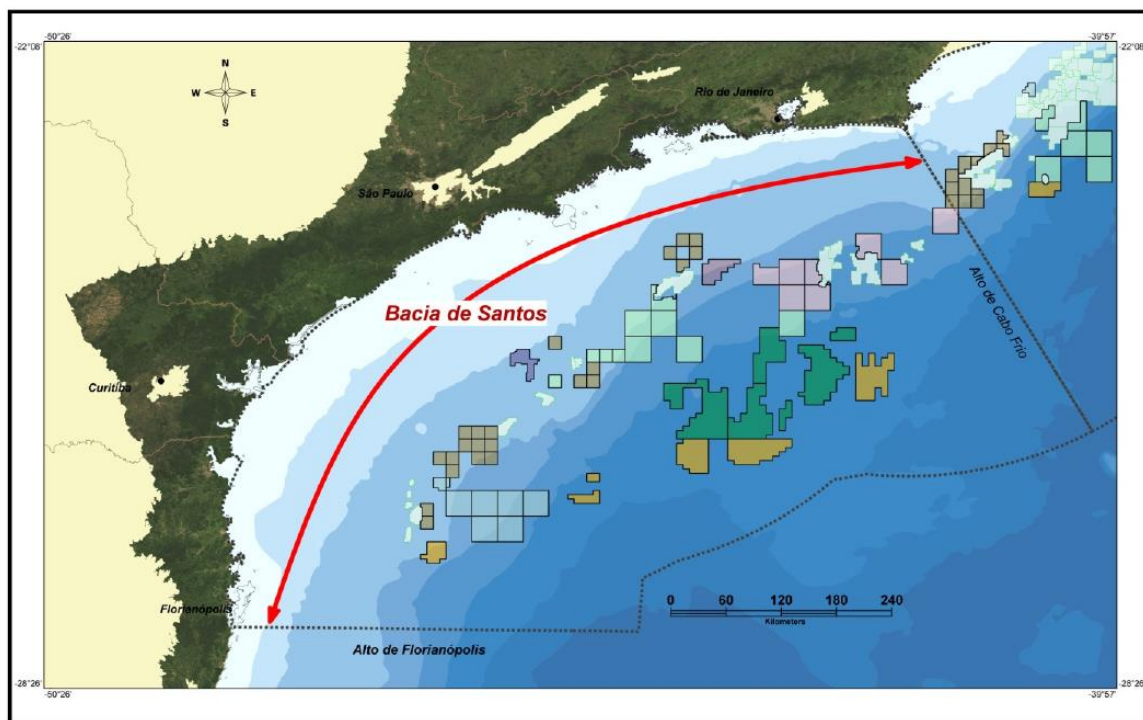 -50°26'
-39°57'
-22°08'
-22°08'
N
W E
S
Rio de Janeiro
São Paulo
Alto de Cabo Frio
Bacia de Santos
Curitiba
Florianópolis
0 60 120 180 240
Kilometers
Alto de Florianópolis
-28°26'
-28°26'
-50°26'
-39°57'